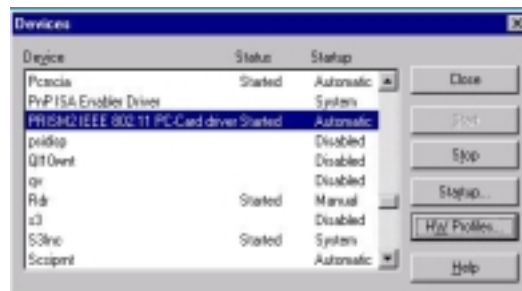 Devices
Device Status Startup
Pcmcia Started Automatic
PnP ISA Enabler Driver System
PRISM2 IEEE 802.11 PC-Card driver Started Automatic
psidisp Disabled
Ql10wnt Disabled
qv Disabled
Rdr Started Manual
s3 Disabled
S3Inc Started System
Scsiprnt Automatic
Close
Start
Stop
Startup...
HW Profiles...
Help